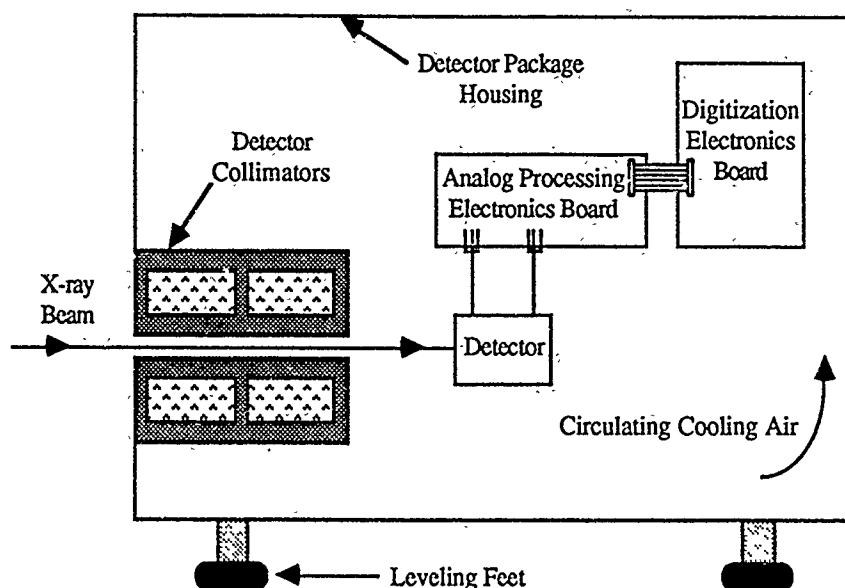 Detector Package
Housing
Digitization
Electronics
Board
Detector
Collimators
Analog Processing
Electronics Board
X-ray
Beam
Detector
Circulating Cooling Air
Leveling Feet